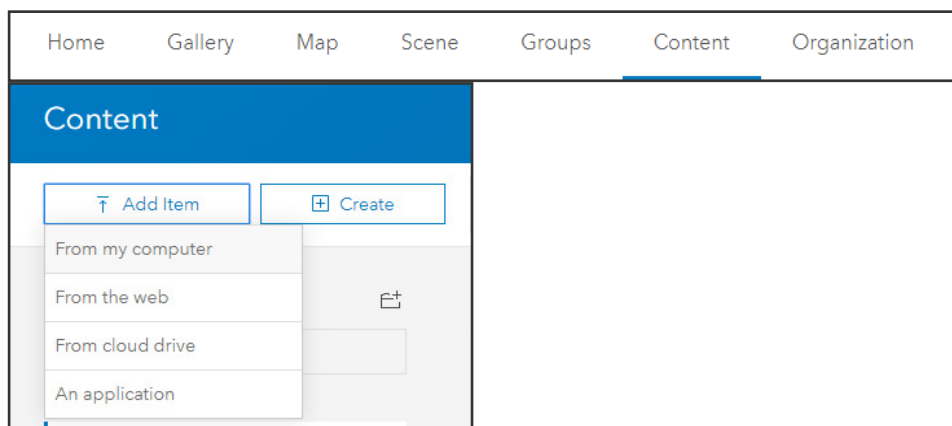 Home Gallery Map Scene Groups Content Organization
Content
Add Item Create
From my computer
From the web
From cloud drive
An application